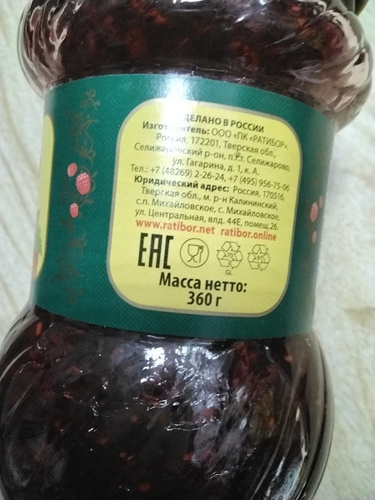 СДЕЛАНО В РОССИИ
Изготовитель: ООО "ПК "РАТИБОР",
Россия, 172201, Тверская обл.,
Селижаровский р-он, п.г.т. Селижарово,
ул. Гагарина, д. 1, к. А.
Тел.: +7 (48269) 2-26-24, +7 (495) 956-75-06
Юридический адрес: Россия, 170516,
Тверская обл., м. р-н Калининский,
с.п. Михайловское, с. Михайловское,
ул. Центральная, влд. 44Е, помещ.26.
www.ratibor.net ratibor.online
EAC
GL
Масса нетто:
360 г